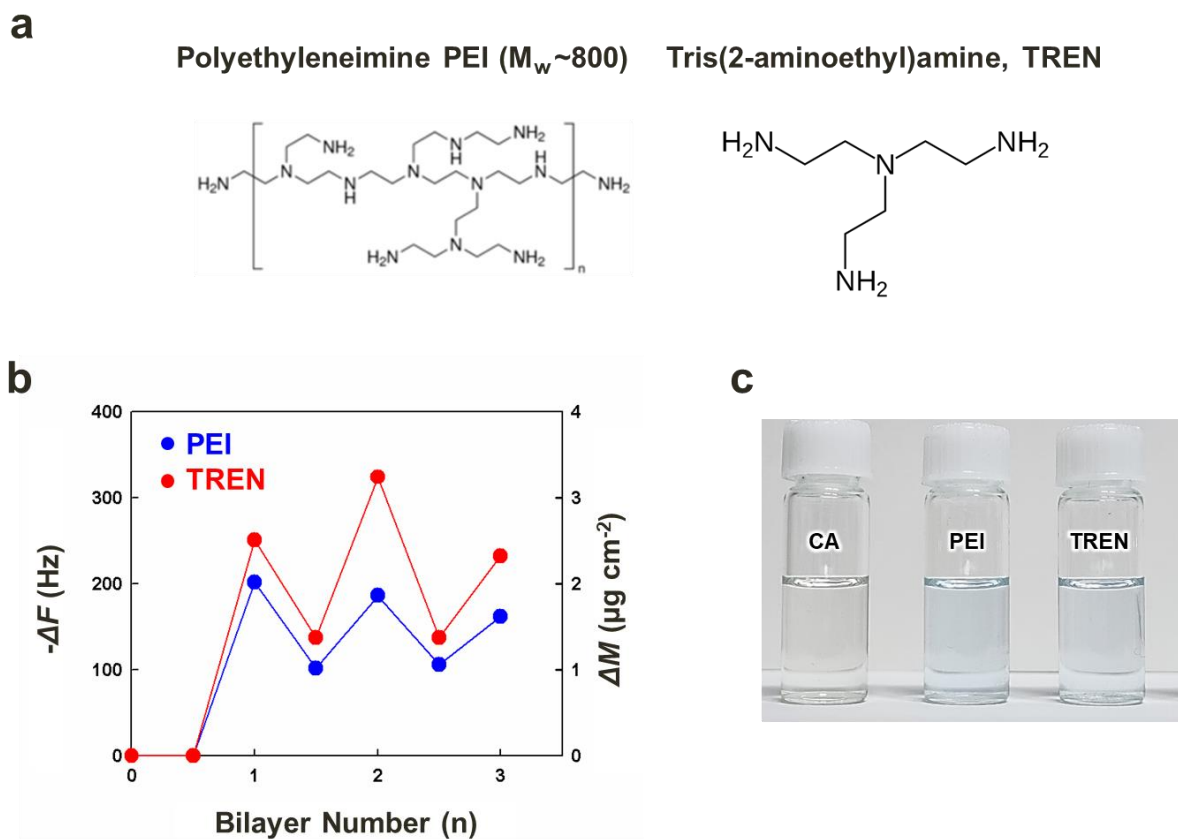 a
Polyethyleneimine PEI (Mw~800)
Tris(2-aminoethyl)amine, TREN
NH2
NH2
N
H
H2N
N
N
H
N
N
H
N
NH2
H2N
N
NH2
n
H2N
N
NH2
NH2
b
400
300
200
100
0
-ΔF (Hz)
PEI
TREN
4
3
2
1
0
ΔM (μg cm-2)
0
1
2
3
Bilayer Number (n)
c
CA
PEI
TREN